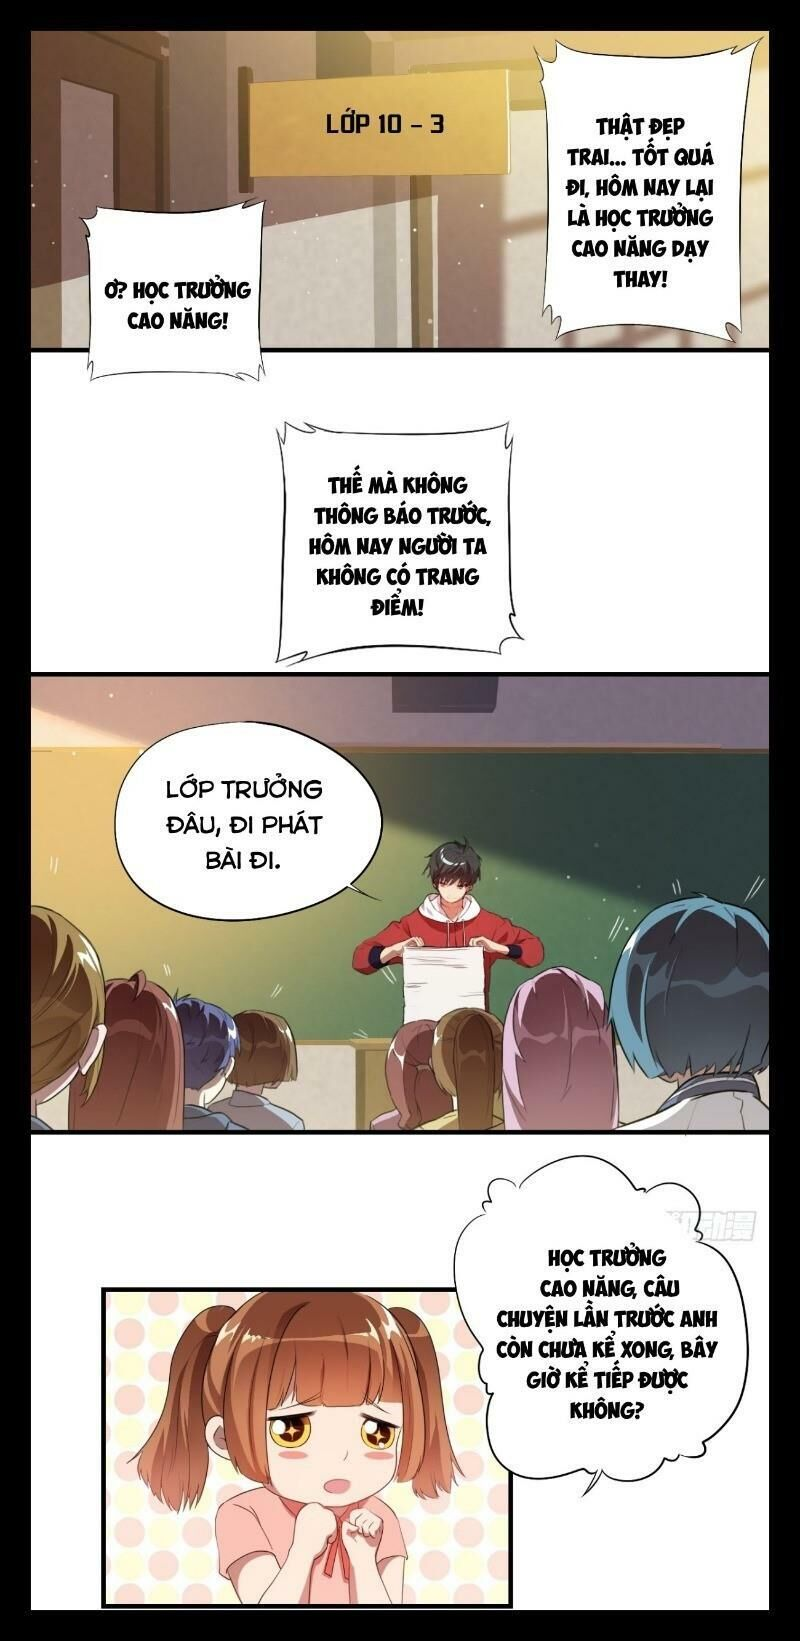 LỚP 10 - 3
THẬT ĐẸP
TRAI... TỐT QUÁ
ĐI, HÔM NAY LẠI
LÀ HỌC TRƯỞNG
CAO NĂNG DẠY
THAY!
Ơ? HỌC TRƯỞNG
CAO NĂNG!
THẾ MÀ KHÔNG
THÔNG BÁO TRƯỚC,
HÔM NAY NGƯỜI TA
KHÔNG CÓ TRANG
ĐIỂM!
LỚP TRƯỞNG
ĐÂU, ĐI PHÁT
BÀI ĐI.
动漫
HỌC TRƯỞNG
CAO NĂNG, CÂU
CHUYỆN LẦN TRƯỚC ANH
CÒN CHƯA KỂ XONG, BÂY
GIỜ KỂ TIẾP ĐƯỢC
KHÔNG?